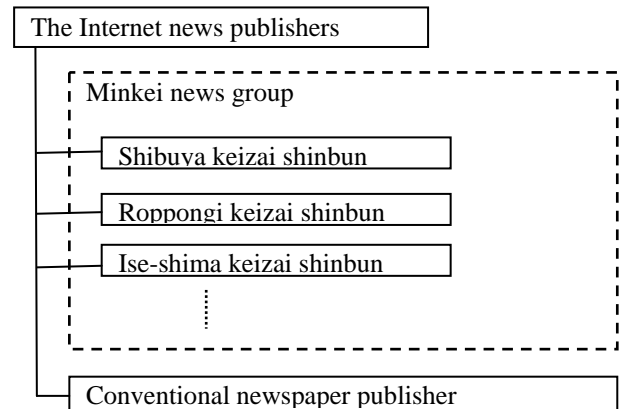 The Internet news publishers
Minkei news group
Shibuya keizai shinbun
Roppongi keizai shinbun
Ise-shima keizai shinbun
Conventional newspaper publisher